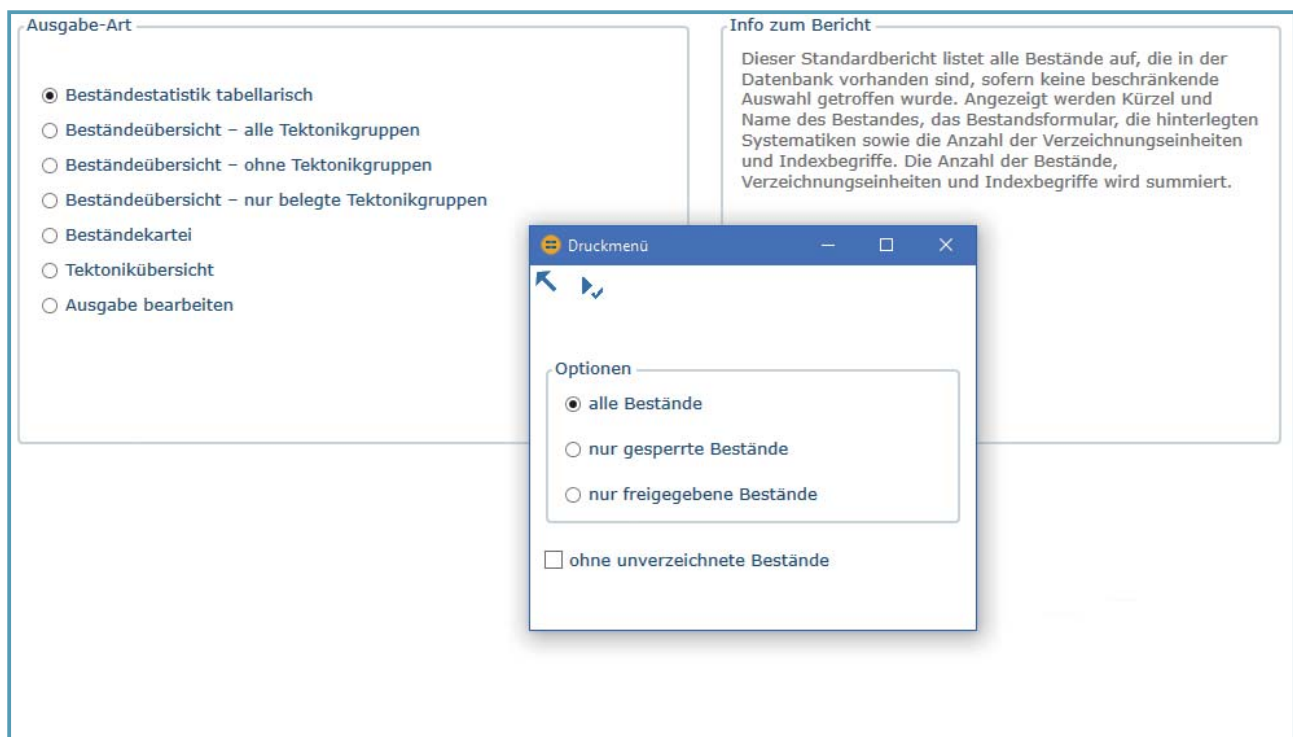 Ausgabe-Art
Beständestatistik tabellarisch
Beständeübersicht – alle Tektonikgruppen
Beständeübersicht – ohne Tektonikgruppen
Beständeübersicht – nur belegte Tektonikgruppen
Beständekartei
Tektonikübersicht
Ausgabe bearbeiten
Info zum Bericht
Dieser Standardbericht listet alle Bestände auf, die in der
Datenbank vorhanden sind, sofern keine beschränkende
Auswahl getroffen wurde. Angezeigt werden Kürzel und
Name des Bestandes, das Bestandsformular, die hinterlegten
Systematiken sowie die Anzahl der Verzeichnungseinheiten
und Indexbegriffe. Die Anzahl der Bestände,
Verzeichnungseinheiten und Indexbegriffe wird summiert.
Druckmenü
Optionen
alle Bestände
nur gesperrte Bestände
nur freigegebene Bestände
ohne unverzeichnete Bestände